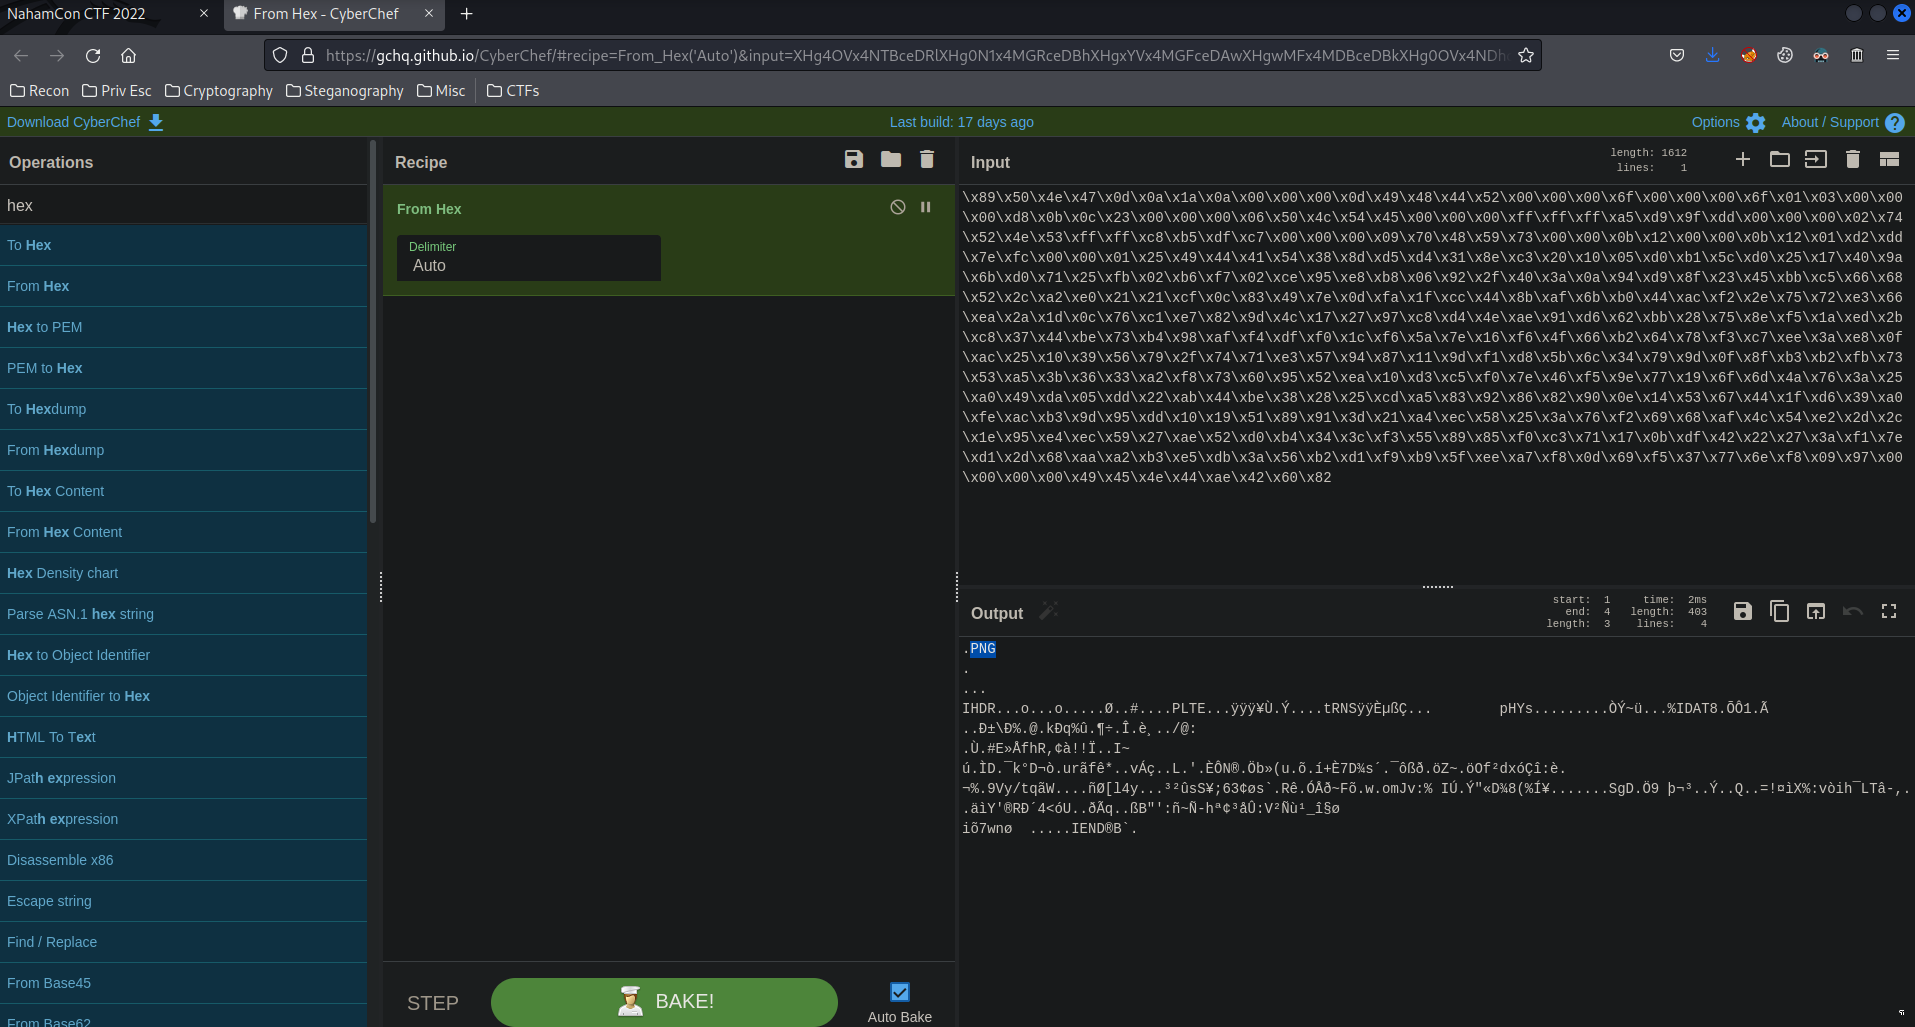 NahamCon CTF 2022
From Hex - CyberChef
https://gchq.github.io/CyberChef/#recipe=From_Hex('Auto')&input=XHg4OVx4NTBceDRlXHg0N1x4MGRceDBhXHgxYVx4MGFceDAwXHgwMFx4MDBceDBkXHg0OVx4NDh
Recon
Priv Esc
Cryptography
Steganography
Misc
CTFs
Download CyberChef
Last build: 17 days ago
Options
About / Support
Operations
hex
To Hex
From Hex
Hex to PEM
PEM to Hex
To Hexdump
From Hexdump
To Hex Content
From Hex Content
Hex Density chart
Parse ASN.1 hex string
Hex to Object Identifier
Object Identifier to Hex
HTML To Text
JPath expression
XPath expression
Disassemble x86
Escape string
Find / Replace
From Base45
From Base62
Recipe
From Hex
Delimiter
Auto
STEP
BAKE!
Auto Bake
Input
length: 1612
lines: 1
\x89\x50\x4e\x47\x0d\x0a\x1a\x0a\x00\x00\x00\x0d\x49\x48\x44\x52\x00\x00\x00\x6f\x00\x00\x00\x6f\x01\x03\x00\x00
\x00\xd8\x0b\x0c\x23\x00\x00\x00\x06\x50\x4c\x54\x45\x00\x00\x00\xff\xff\xff\xa5\xd9\x9f\xdd\x00\x00\x00\x02\x74
\x52\x4e\x53\xff\xff\xc8\xb5\xdf\xc7\x00\x00\x00\x09\x70\x48\x59\x73\x00\x00\x0b\x12\x00\x00\x0b\x12\x01\xd2\xdd
\x7e\xfc\x00\x00\x01\x25\x49\x44\x41\x54\x38\x8d\xd5\xd4\x31\x8e\xc3\x20\x10\x05\xd0\xb1\x5c\xd0\x25\x17\x40\x9a
\x6b\xd0\x71\x25\xfb\x02\xb6\xf7\x02\xce\x95\xe8\xb8\x06\x92\x2f\x40\x3a\x0a\x94\xd9\x8f\x23\x45\xbb\xc5\x66\x68
\x52\x2c\xa2\xe0\x21\x21\xcf\x0c\x83\x49\x7e\x0d\xfa\x1f\xcc\x44\x8b\xaf\x6b\xb0\x44\xac\xf2\x2e\x75\x72\xe3\x66
\xea\x2a\x1d\x0c\x76\xc1\xe7\x82\x9d\x4c\x17\x27\x97\xc8\xd4\x4e\xae\x91\xd6\x62\xbb\x28\x75\x8e\xf5\x1a\xed\x2b
\xc8\x37\x44\xbe\x73\xb4\x98\xaf\xf4\xdf\xf0\x1c\xf6\x5a\x7e\x16\xf6\x4f\x66\xb2\x64\x78\xf3\xc7\xee\x3a\xe8\x0f
\xac\x25\x10\x39\x56\x79\x2f\x74\x71\xe3\x57\x94\x87\x11\x9d\xf1\xd8\x5b\x6c\x34\x79\x9d\x0f\x8f\xb3\xb2\xfb\x73
\x53\xa5\x3b\x36\x33\xa2\xf8\x73\x60\x95\x52\xea\x10\xd3\xc5\xf0\x7e\x46\xf5\x9e\x77\x19\x6f\x6d\x4a\x76\x3a\x25
\xa0\x49\xda\x05\xdd\x22\xab\x44\xbe\x38\x28\x25\xcd\xa5\x83\x92\x86\x82\x90\x0e\x14\x53\x67\x44\x1f\xd6\x39\xa0
\xfe\xac\xb3\x9d\x95\xdd\x10\x19\x51\x89\x91\x3d\x21\xa4\xec\x58\x25\x3a\x76\xf2\x69\x68\xaf\x4c\x54\xe2\x2d\x2c
\x1e\x95\xe4\xec\x59\x27\xae\x52\xd0\xb4\x34\x3c\xf3\x55\x89\x85\xf0\xc3\x71\x17\x0b\xdf\x42\x22\x27\x3a\xf1\x7e
\xd1\x2d\x68\xaa\xa2\xb3\xe5\xdb\x3a\x56\xb2\xd1\xf9\xb9\x5f\xee\xa7\xf8\x0d\x69\xf5\x37\x77\x6e\xf8\x09\x97\x00
\x00\x00\x00\x49\x45\x4e\x44\xae\x42\x60\x82
Output
start: 1 time: 2ms
end: 4 length: 403
length: 3 lines: 4
.PNG
.
...
IHDR...o...o.....Ø..#....PLTE...ÿÿÿ¥Ù.Ý....tRNSÿÿÈµßÇ... pHYs.........ÒÝ~ü...%IDAT8.ÕÔ1.Ã
..Ð±\Ð%.@.kÐq%û.¶÷.Î.è¸../@:
.Ù.#E»ÅfhR,¢à!!Ï..I~
ú.ÌD.¯k°D¬ò.urãfê*..vÁç..L.'.ÈÔN®.Öb»(u.õ.í+È7D¾s´.¯ôßð.öZ~.öOf²dxóÇî:è.
¬%.9Vy/tqãW....ñØ[l4y...³²ûsS¥;63¢øs`.Rê.ÓÅð~Fõ.w.omJv:% IÚ.Ý"«D¾8(%Í¥.......SgD.Ö9 þ¬³..Ý..Q..=!¤ìX%:vòih¯LTâ-,.
.äìY'®RÐ´4<óU..ðÃq..ßB"':ñ~Ñ-hª¢³åÛ:V²Ñù¹_î§ø
iõ7wnø .....IEND®B`.